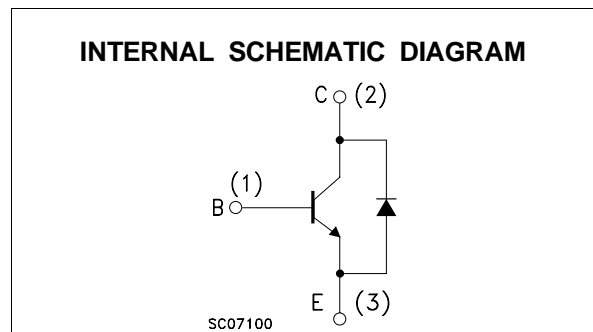 INTERNAL SCHEMATIC DIAGRAM
C (2)
(1)
B
E (3)
SC07100